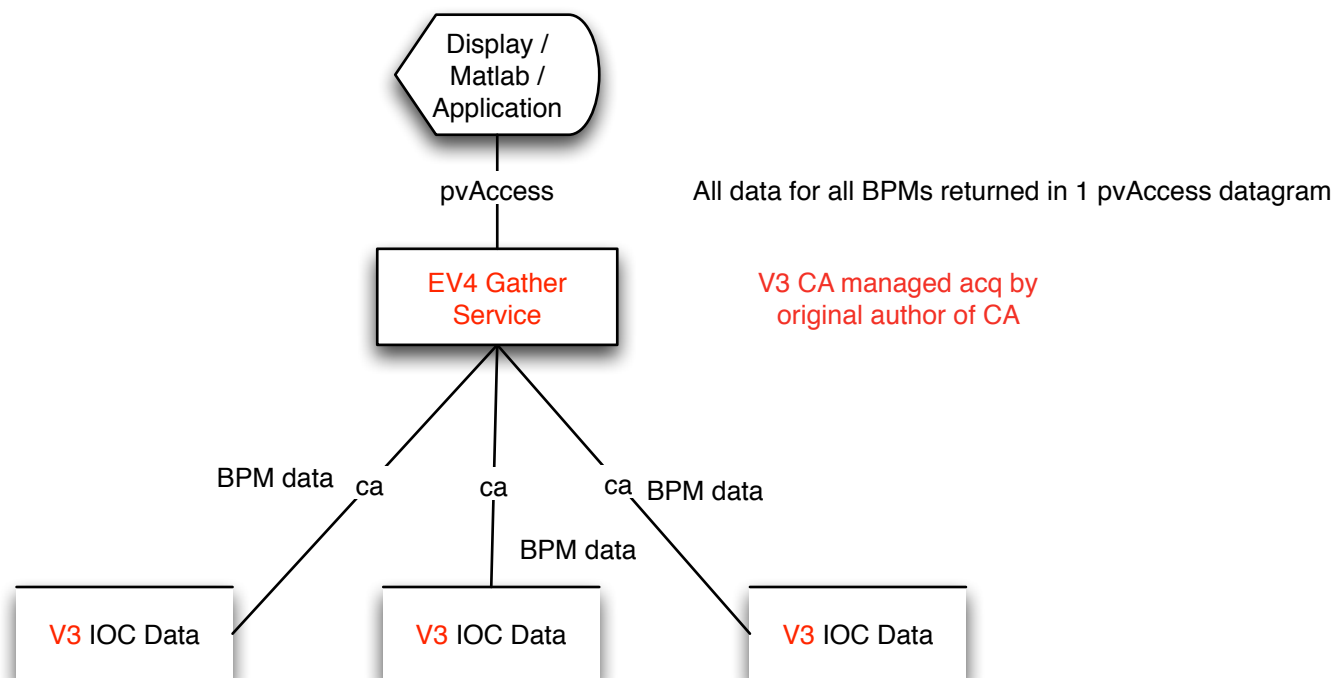 Display /
Matlab /
Application
pvAccess
All data for all BPMs returned in 1 pvAccess datagram
EV4 Gather
Service
V3 CA managed acq by
original author of CA
BPM data
ca
ca
ca
BPM data
BPM data
V3 IOC Data
V3 IOC Data
V3 IOC Data